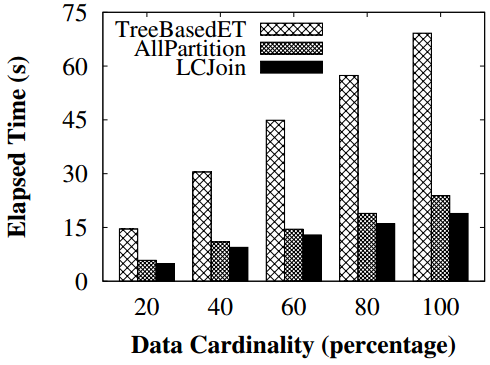 75
60
45
30
15
0
Elapsed Time (s)
TreeBasedET
AllPartition
LCJoin
20 40 60 80 100
Data Cardinality (percentage)